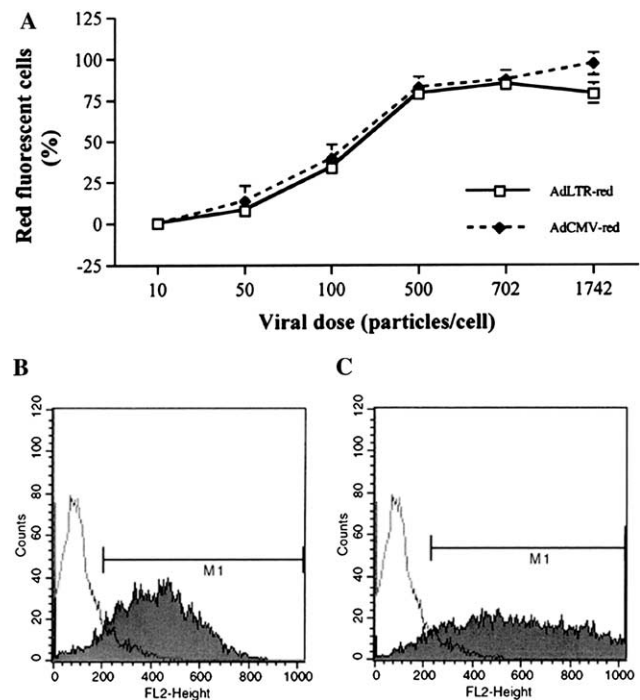 A
125
100
75
50
25
0
-25
Red fluorescent cells
(%)
AdLTR-red
AdCMV-red
10 50 100 500 702 1742
Viral dose (particles/cell)
B
120
100
80
60
40
20
0
Counts
M1
0 200 400 600 800 1000
FL2-Height
C
120
100
80
60
40
20
0
Counts
M1
0 200 400 600 800 1000
FL2-Height